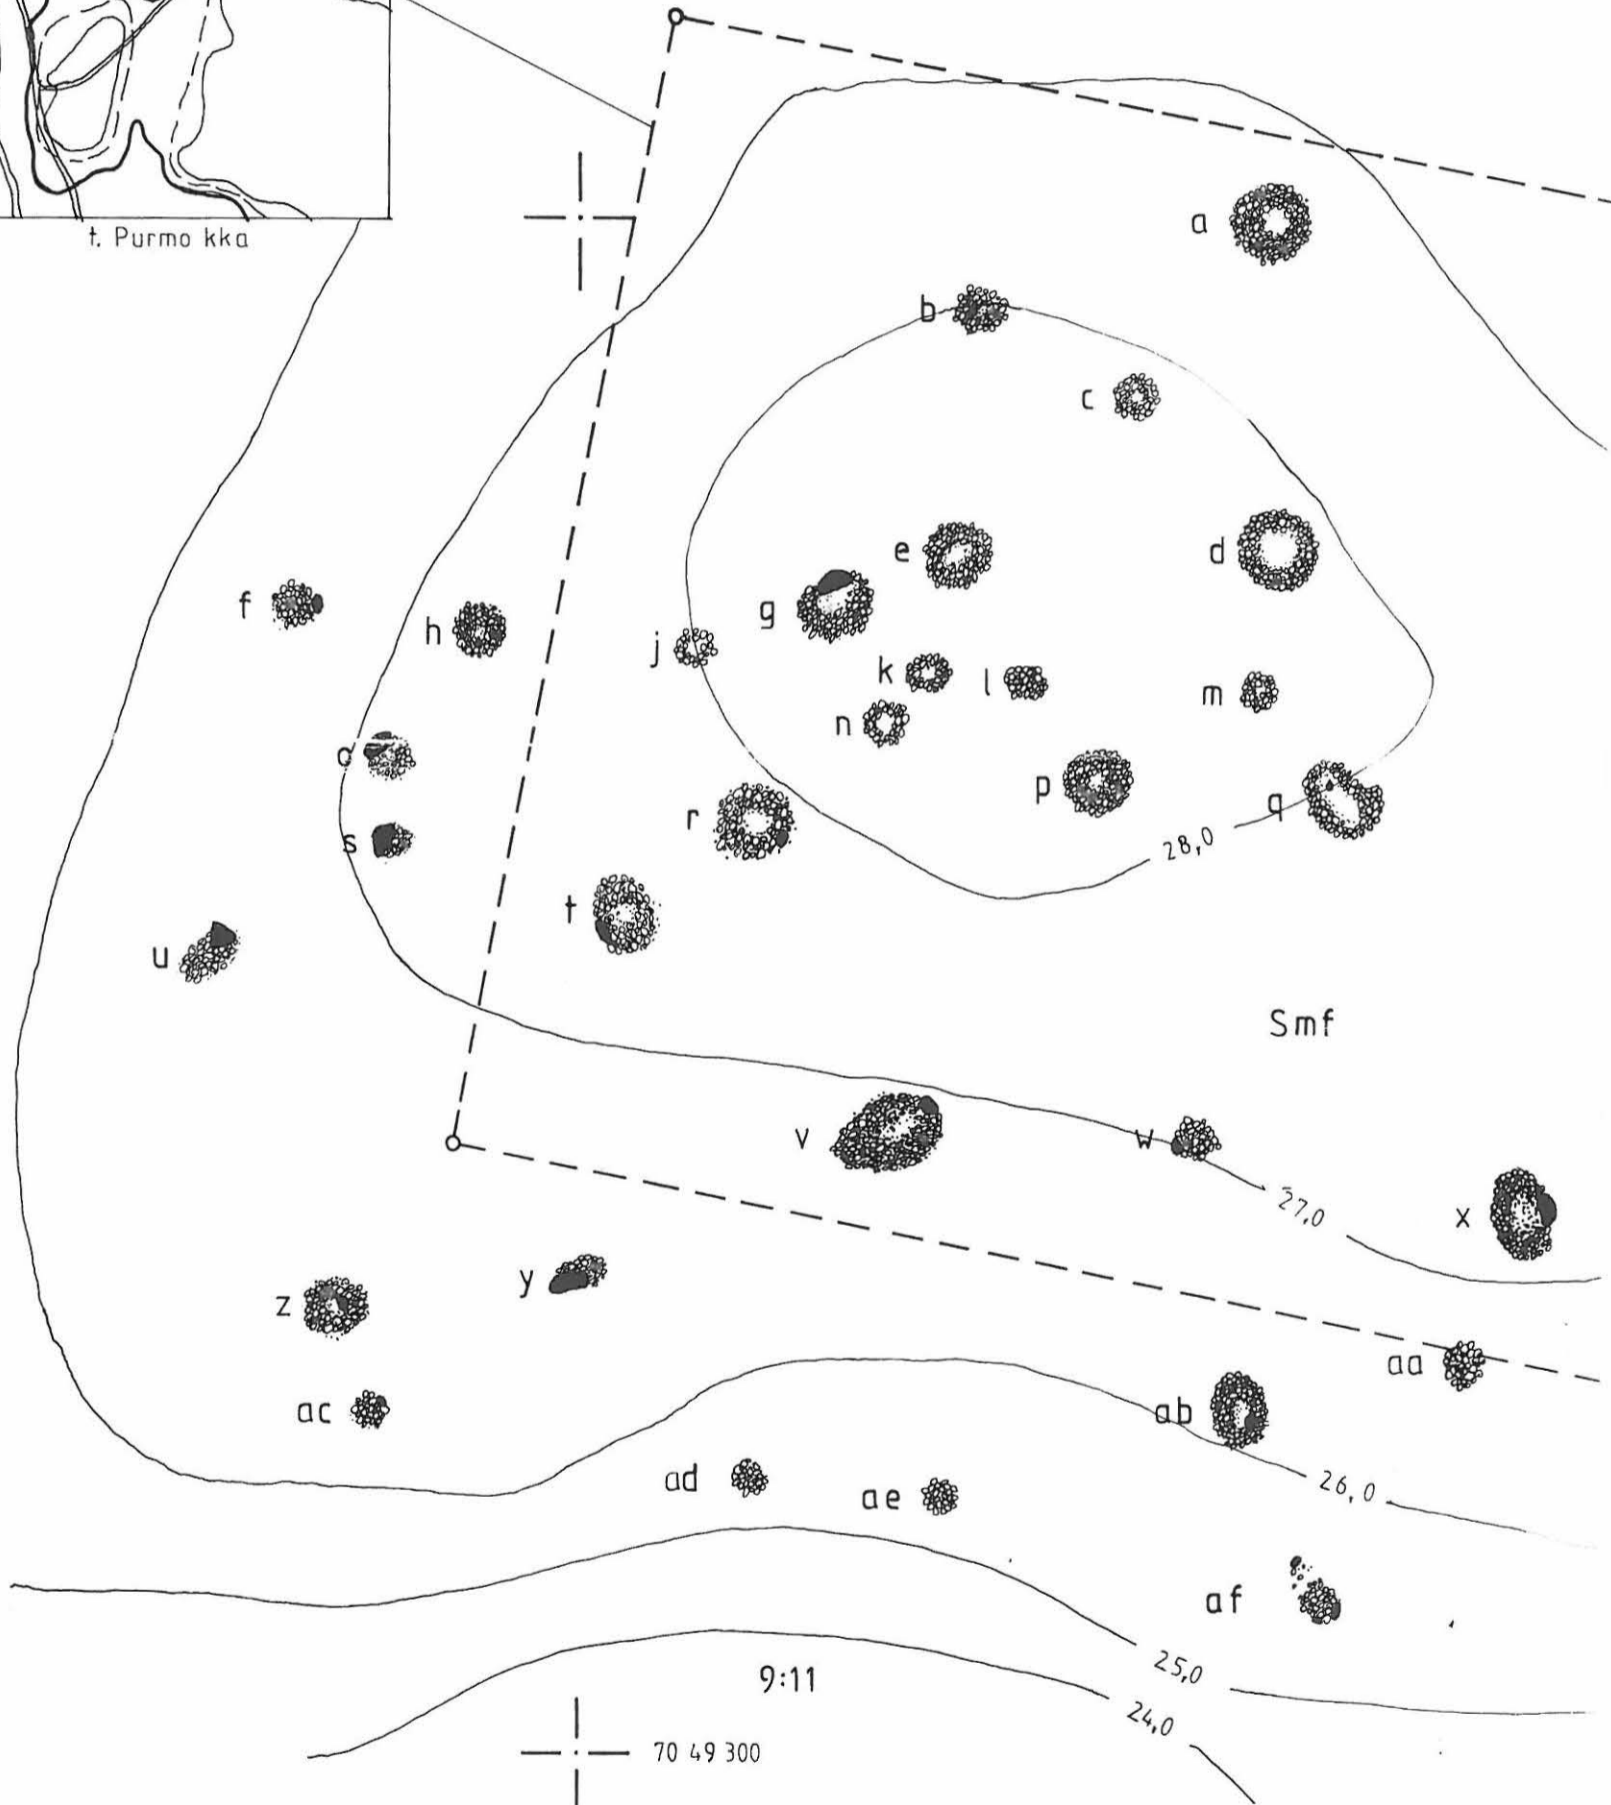 t. Purmo kka
a
b
c
e
d
f
g
h
j
k
l
m
n
o
p
q
r
s
t
28,0
u
Smf
v
w
27,0
x
y
z
aa
ab
ac
ad
ae
26,0
af
25,0
9:11
24,0
70 49 300